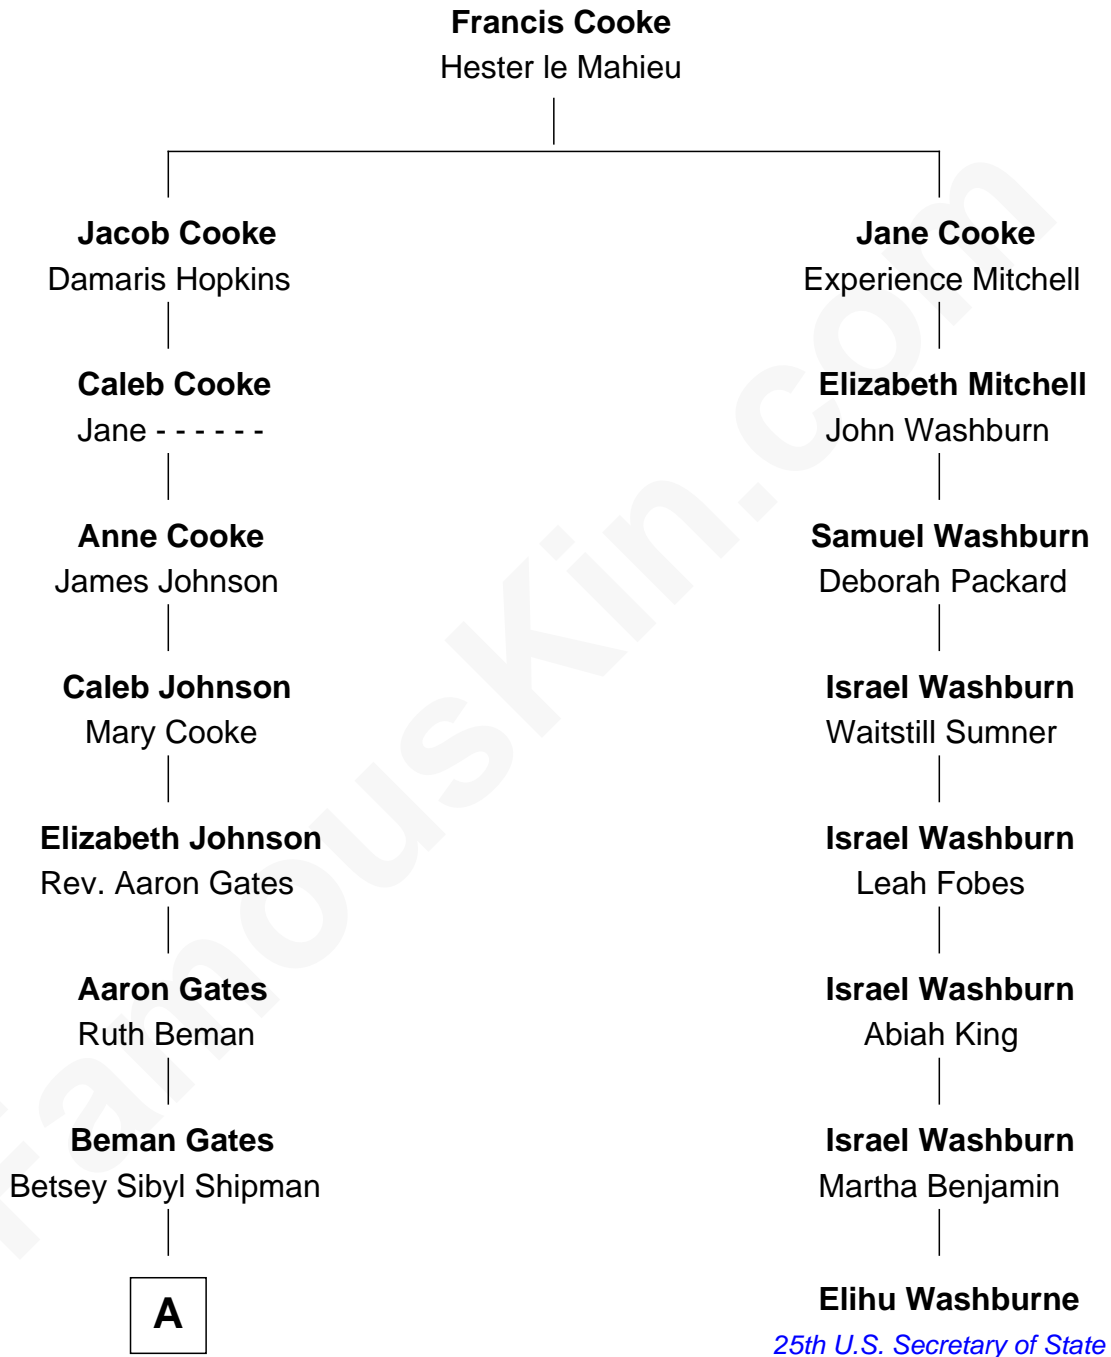 Francis Cooke
Hester le Mahieu
Jacob Cooke
Damaris Hopkins
Jane Cooke
Experience Mitchell
Caleb Cooke
Jane - - - - - -
Elizabeth Mitchell
John Washburn
Anne Cooke
James Johnson
Samuel Washburn
Deborah Packard
Caleb Johnson
Mary Cooke
Israel Washburn
Waitstill Sumner
Elizabeth Johnson
Rev. Aaron Gates
Israel Washburn
Leah Fobes
Aaron Gates
Ruth Beman
Israel Washburn
Abiah King
Beman Gates
Betsey Sibyl Shipman
Israel Washburn
Martha Benjamin
A
Elihu Washburne
25th U.S. Secretary of State
FamousKin.com